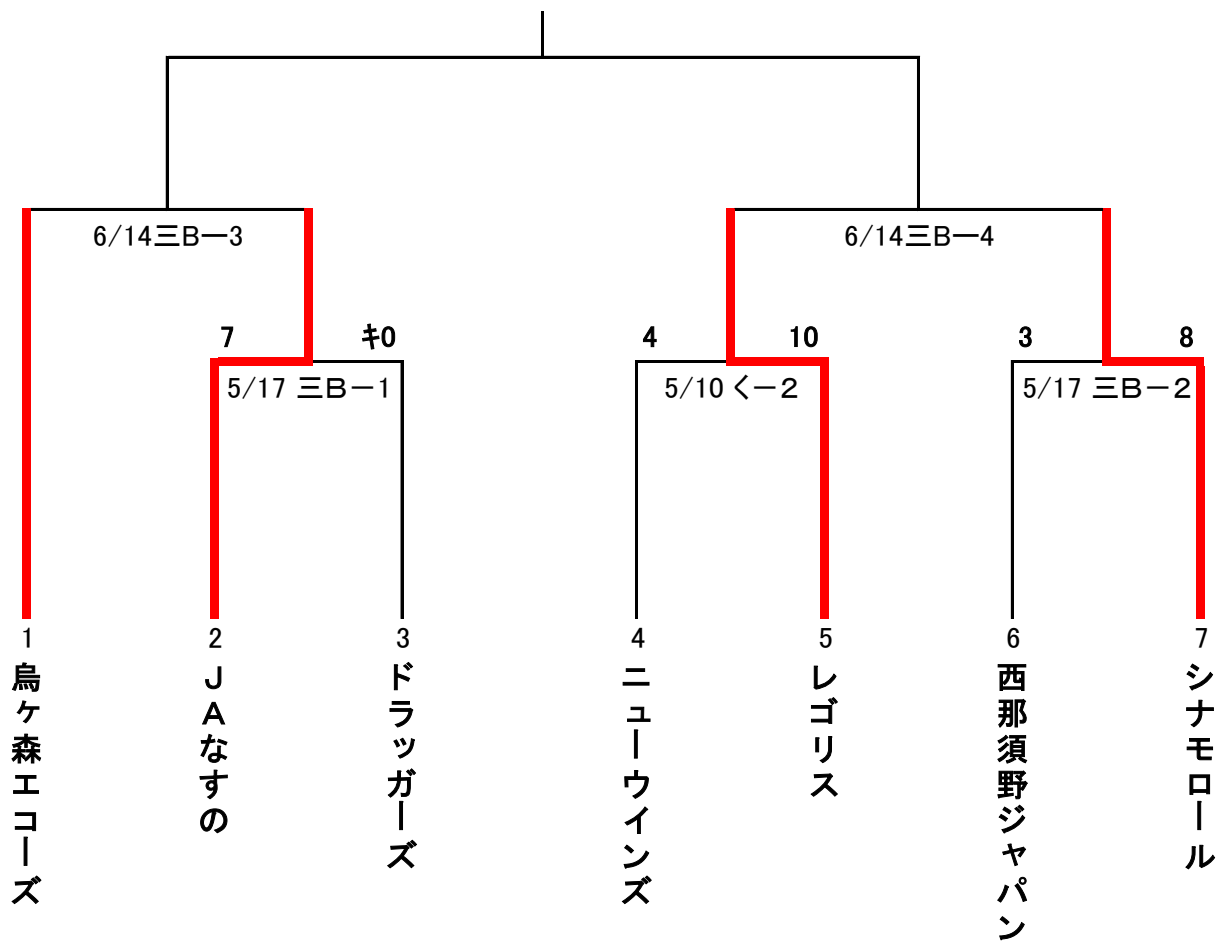 6/14三B－3
6/14三B－4
7
ｷ0
4
10
3
8
5/17 三Ｂ－1
5/10 く－２
5/17 三Ｂ－２
1
2
3
4
5
6
7
烏ヶ森エコーズ
ＪＡなすの
ドラッガーズ
ニューウインズ
レゴリス
西那須野ジャパン
シナモロール